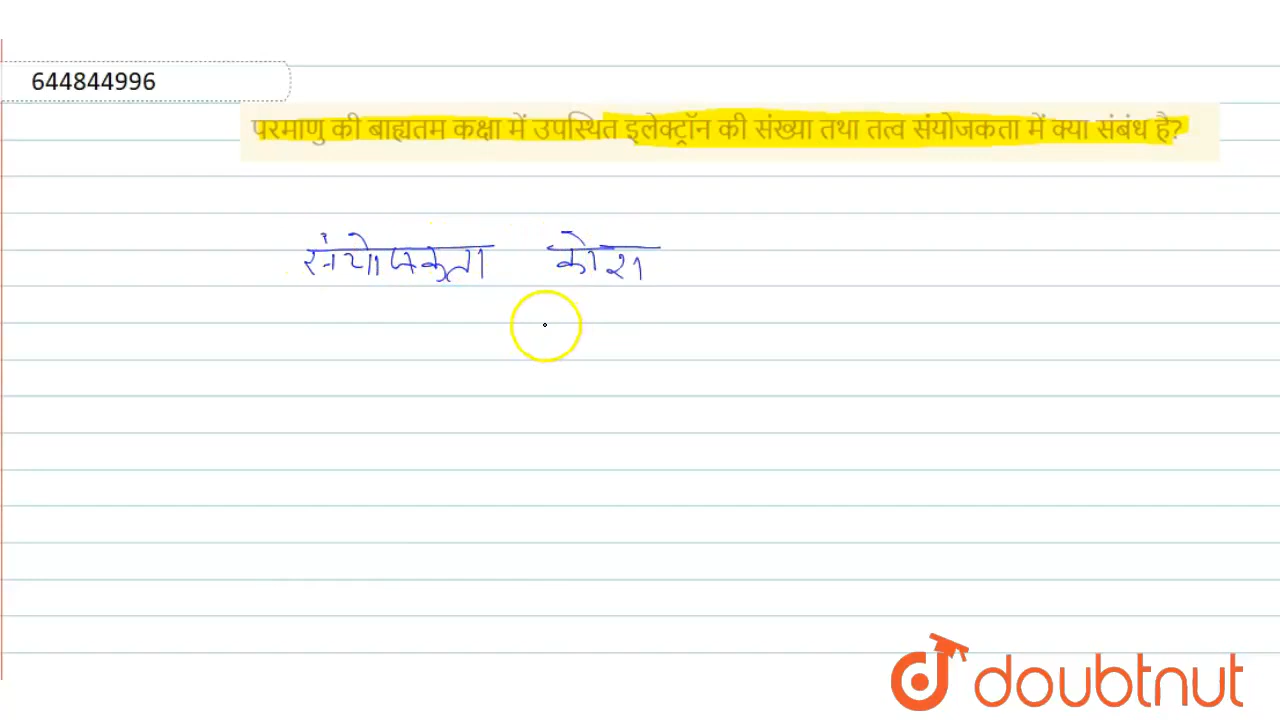 644844996
परमाणु की बाह्यतम कक्षा में उपस्थित इलेक्ट्रॉन की संख्या तथा तत्व संयोजकता में क्या संबंध है?
संयोजकता कोश
doubtnut